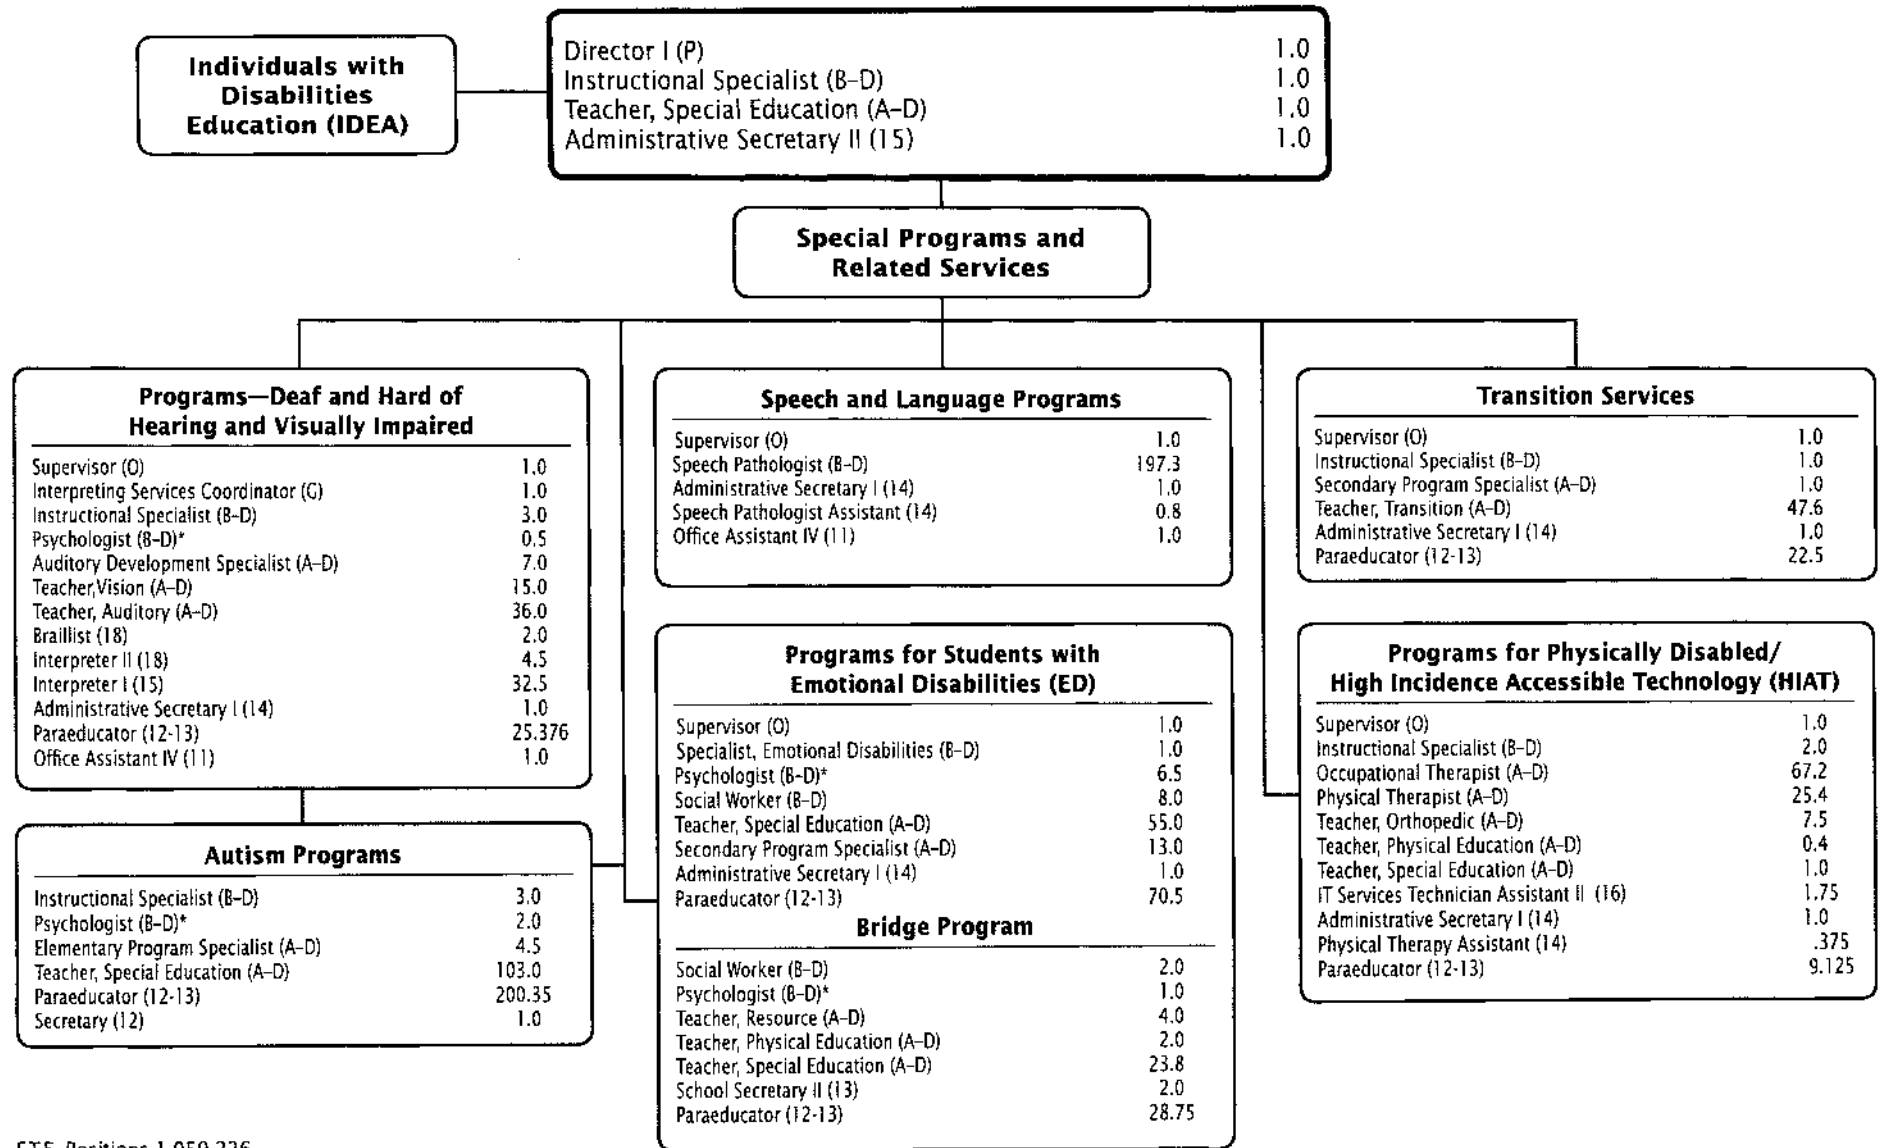 Individuals with
Disabilities
Education (IDEA)
Director I (P) 1.0
Instructional Specialist (B–D) 1.0
Teacher, Special Education (A–D) 1.0
Administrative Secretary II (15) 1.0
Special Programs and
Related Services
Programs—Deaf and Hard of
Hearing and Visually Impaired
Supervisor (O) 1.0
Interpreting Services Coordinator (G) 1.0
Instructional Specialist (B–D) 3.0
Psychologist (B–D)* 0.5
Auditory Development Specialist (A–D) 7.0
Teacher,Vision (A–D) 15.0
Teacher, Auditory (A–D) 36.0
Braillist (18) 2.0
Interpreter II (18) 4.5
Interpreter I (15) 32.5
Administrative Secretary I (14) 1.0
Paraeducator (12-13) 25.376
Office Assistant IV (11) 1.0
Autism Programs
Instructional Specialist (B–D) 3.0
Psychologist (B–D)* 2.0
Elementary Program Specialist (A–D) 4.5
Teacher, Special Education (A–D) 103.0
Paraeducator (12-13) 200.35
Secretary (12) 1.0
Speech and Language Programs
Supervisor (O) 1.0
Speech Pathologist (B–D) 197.3
Administrative Secretary I (14) 1.0
Speech Pathologist Assistant (14) 0.8
Office Assistant IV (11) 1.0
Programs for Students with
Emotional Disabilities (ED)
Supervisor (O) 1.0
Specialist, Emotional Disabilities (B–D) 1.0
Psychologist (B–D)* 6.5
Social Worker (B–D) 8.0
Teacher, Special Education (A–D) 55.0
Secondary Program Specialist (A–D) 13.0
Administrative Secretary I (14) 1.0
Paraeducator (12-13) 70.5
Bridge Program
Social Worker (B–D) 2.0
Psychologist (B–D)* 1.0
Teacher, Resource (A–D) 4.0
Teacher, Physical Education (A–D) 2.0
Teacher, Special Education (A–D) 23.8
School Secretary II (13) 2.0
Paraeducator (12-13) 28.75
Transition Services
Supervisor (O) 1.0
Instructional Specialist (B–D) 1.0
Secondary Program Specialist (A–D) 1.0
Teacher, Transition (A–D) 47.6
Administrative Secretary I (14) 1.0
Paraeducator (12-13) 22.5
Programs for Physically Disabled/
High Incidence Accessible Technology (HIAT)
Supervisor (O) 1.0
Instructional Specialist (B–D) 2.0
Occupational Therapist (A–D) 67.2
Physical Therapist (A–D) 25.4
Teacher, Orthopedic (A–D) 7.5
Teacher, Physical Education (A–D) 0.4
Teacher, Special Education (A–D) 1.0
IT Services Technician Assistant II (16) 1.75
Administrative Secretary I (14) 1.0
Physical Therapy Assistant (14) .375
Paraeducator (12-13) 9.125